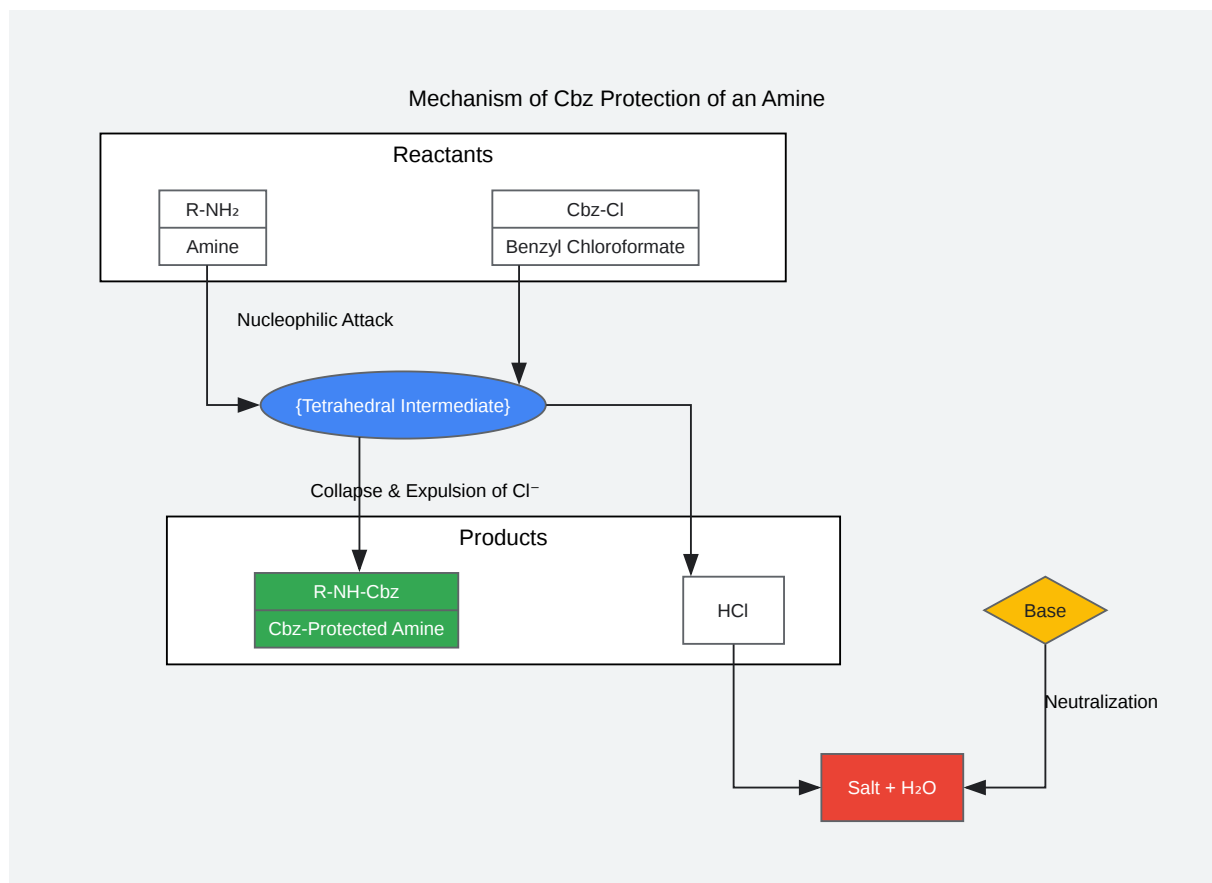 Mechanism of Cbz Protection of an Amine
Reactants
R-NH₂
Amine
Cbz-Cl
Benzyl Chloroformate
Nucleophilic Attack
{Tetrahedral Intermediate}
Collapse & Expulsion of Cl⁻
Products
R-NH-Cbz
Cbz-Protected Amine
HCl
Base
Neutralization
Salt + H₂O